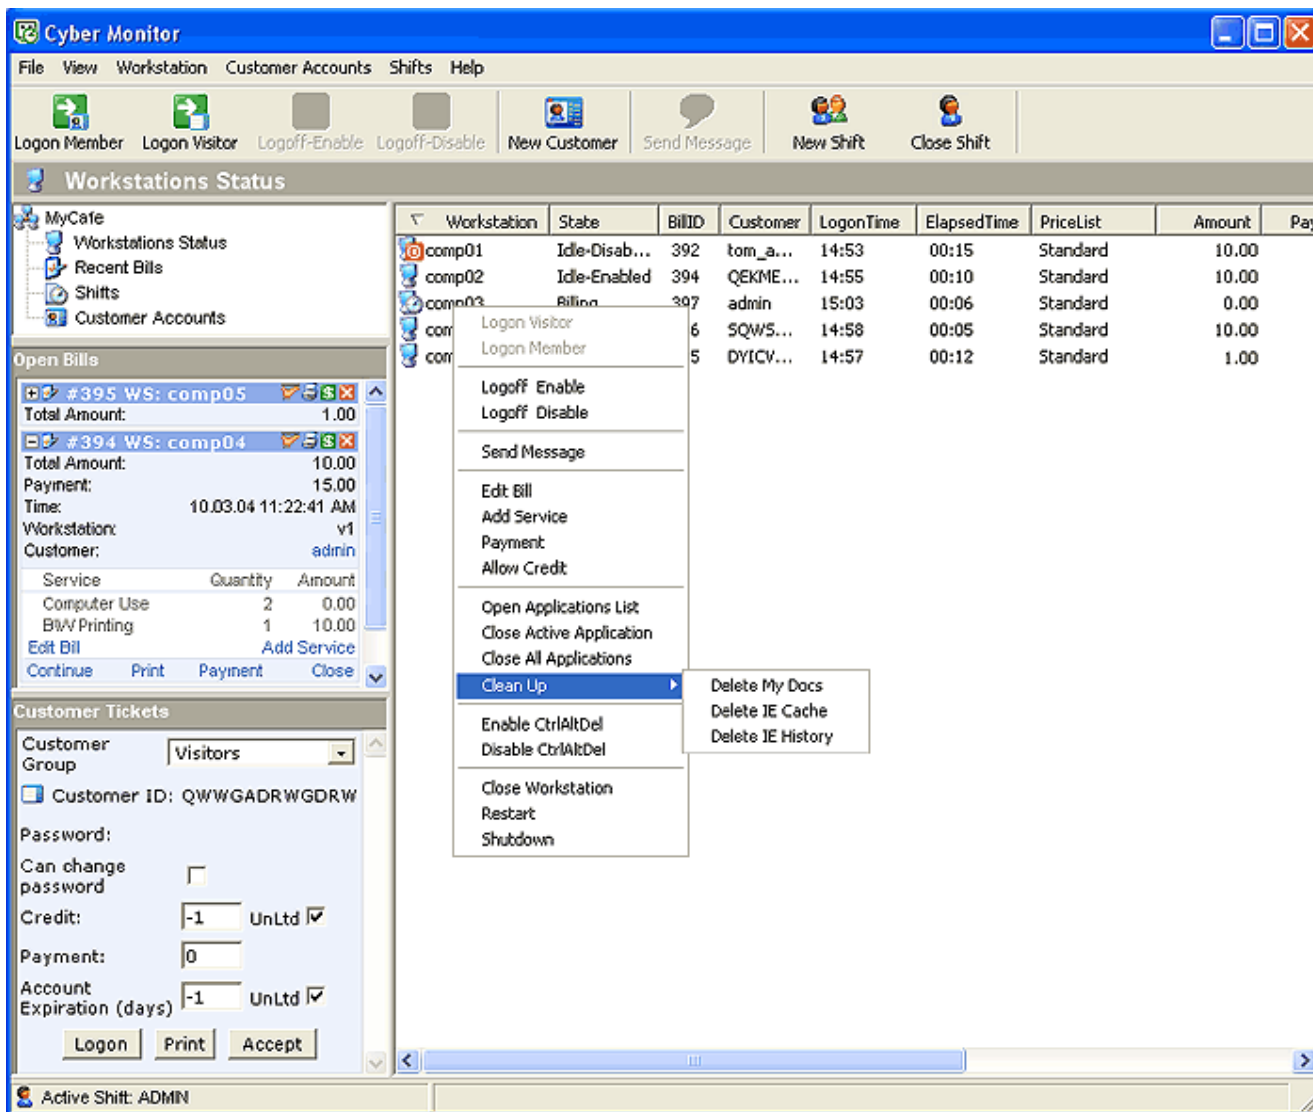 Cyber Monitor
File View Workstation Customer Accounts Shifts Help
Logon Member Logon Visitor Logoff-Enable Logoff-Disable New Customer Send Message New Shift Close Shift
Workstations Status
MyCafe
Workstations Status
Recent Bills
Shifts
Customer Accounts
Open Bills
#395 WS: comp05
Total Amount: 1.00
#394 WS: comp04
Total Amount: 10.00
Payment: 15.00
Time: 10.03.04 11:22:41 AM
Workstation: v1
Customer: admin
Service Quantity Amount
Computer Use 2 0.00
BW Printing 1 10.00
Edit Bill Add Service
Continue Print Payment Close
Customer Tickets
Customer Group Visitors
Customer ID: QWWGADRWGDRW
Password:
Can change password
Credit: -1 UnLtd
Payment: 0
Account Expiration (days) -1 UnLtd
Logon Print Accept
Workstation State BillID Customer LogonTime ElapsedTime PriceList Amount Pay
comp01 Idle-Disab... 392 tom_a... 14:53 00:15 Standard 10.00
comp02 Idle-Enabled 394 QEKME... 14:55 00:10 Standard 10.00
comp03 Billing 397 admin 15:03 00:06 Standard 0.00
com 6 SQWS... 14:58 00:05 Standard 10.00
com 5 DYICV... 14:57 00:12 Standard 1.00
Logon Visitor
Logon Member
Logoff Enable
Logoff Disable
Send Message
Edit Bill
Add Service
Payment
Allow Credit
Open Applications List
Close Active Application
Close All Applications
Clean Up
Enable CtrlAltDel
Disable CtrlAltDel
Close Workstation
Restart
Shutdown
Delete My Docs
Delete IE Cache
Delete IE History
Active Shift: ADMIN